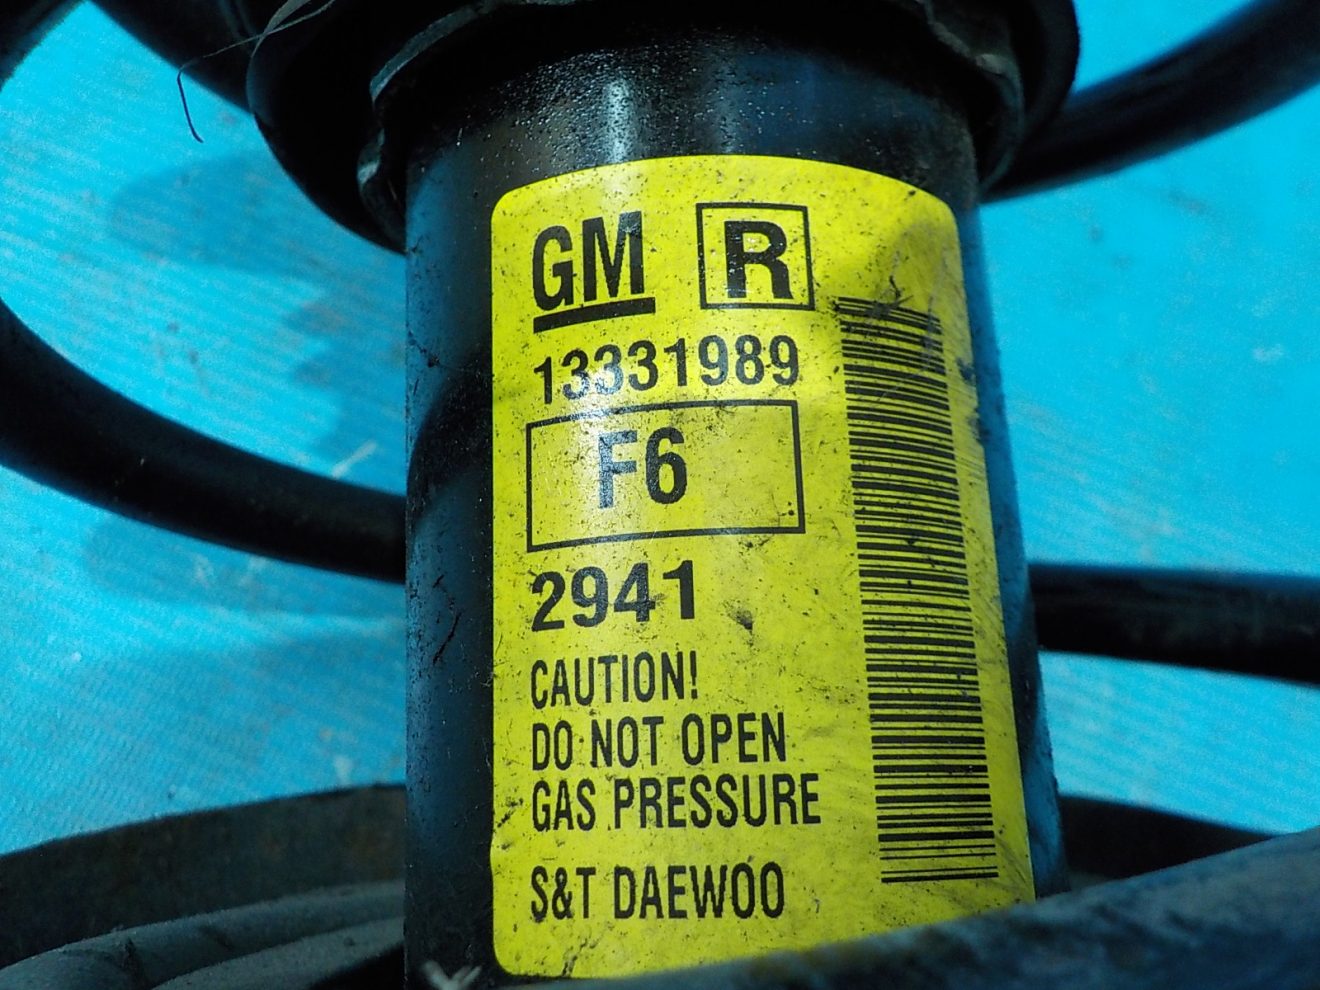 GM R
13331989
F6
2941
CAUTION!
DO NOT OPEN
GAS PRESSURE
S&T DAEWOO